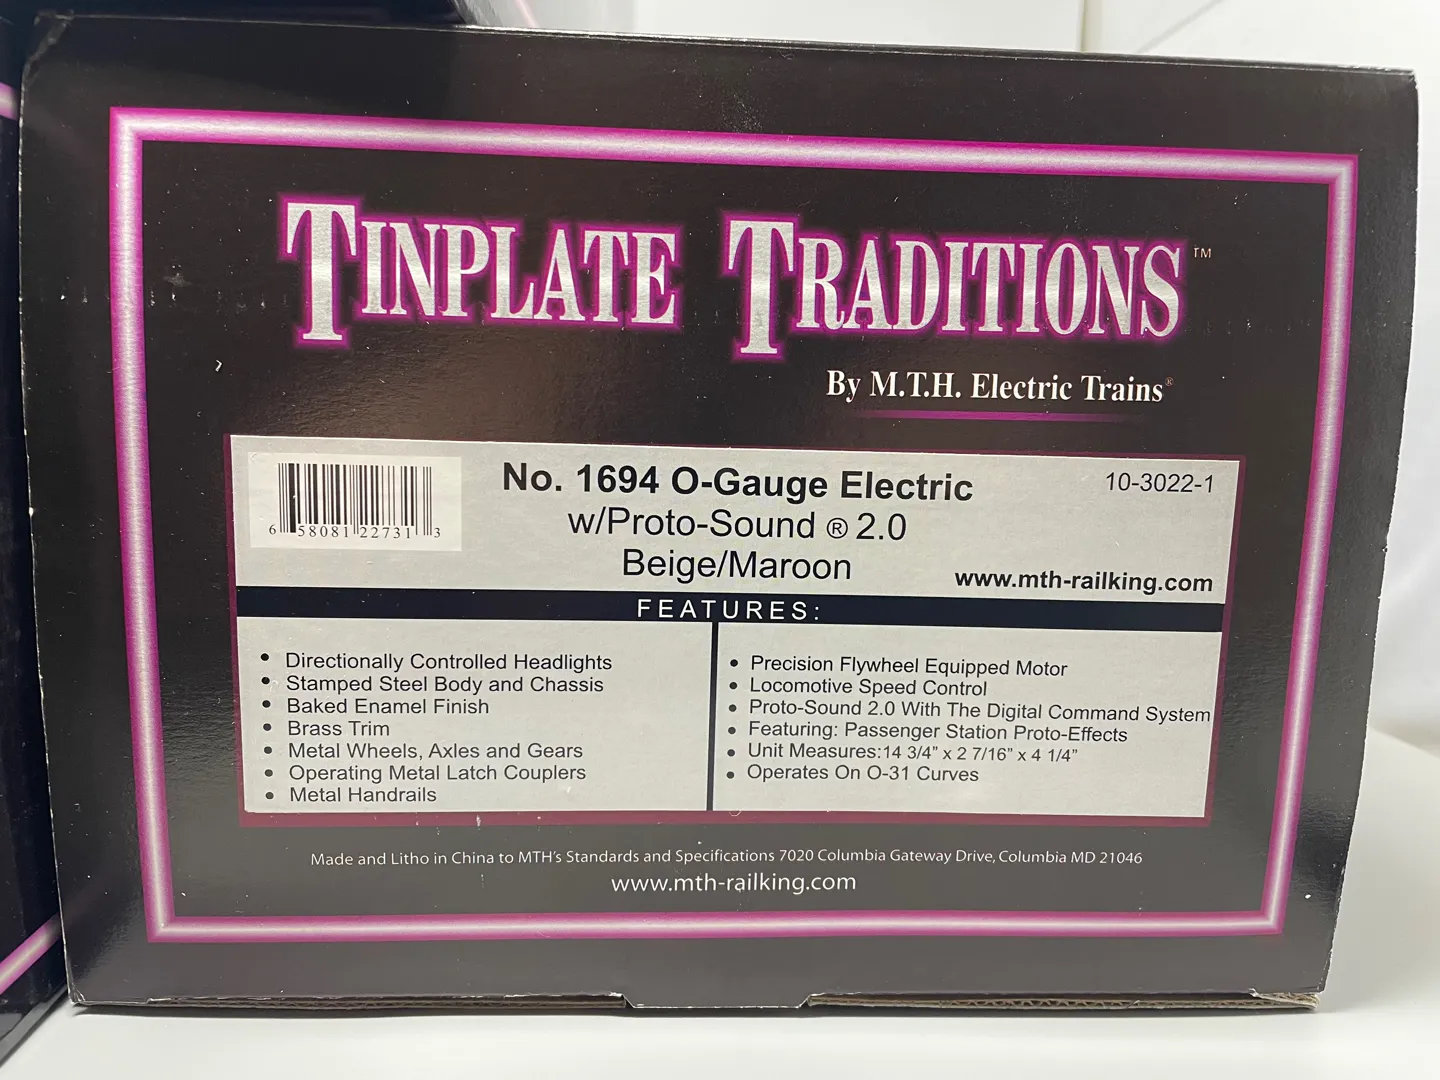 TINPLATE TRADITIONS™
By M.T.H. Electric Trains®
No. 1694 O-Gauge Electric
10-3022-1
w/Proto-Sound ® 2.0
Beige/Maroon
6 58081 22731 3
www.mth-railking.com
FEATURES:
• Directionally Controlled Headlights
• Stamped Steel Body and Chassis
• Baked Enamel Finish
• Brass Trim
• Metal Wheels, Axles and Gears
• Operating Metal Latch Couplers
• Metal Handrails
• Precision Flywheel Equipped Motor
• Locomotive Speed Control
• Proto-Sound 2.0 With The Digital Command System
• Featuring: Passenger Station Proto-Effects
• Unit Measures:14 3/4” x 2 7/16” x 4 1/4”
• Operates On O-31 Curves
Made and Litho in China to MTH's Standards and Specifications 7020 Columbia Gateway Drive, Columbia MD 21046
www.mth-railking.com